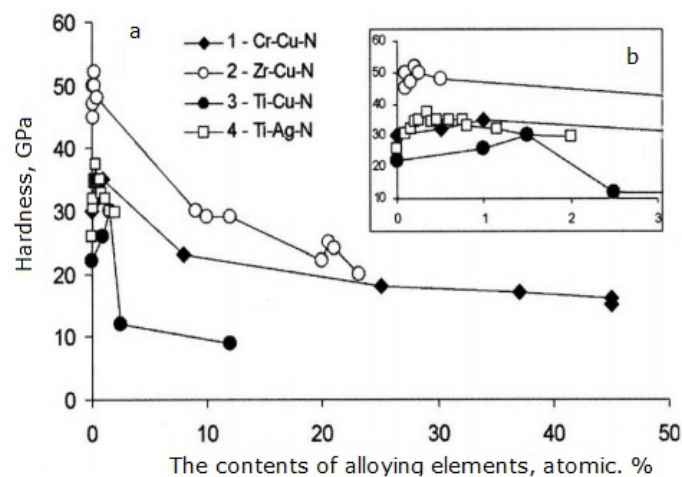 a
1 - Cr-Cu-N
2 - Zr-Cu-N
3 - Ti-Cu-N
4 - Ti-Ag-N
b
60
50
40
30
20
10
0 1 2 3
Hardness, GPa
60
50
40
30
20
10
0
0 10 20 30 40 50
The contents of alloying elements, atomic. %